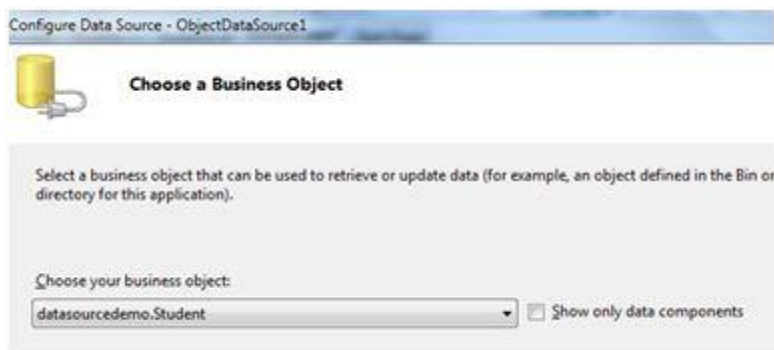 Configure Data Source - ObjectDataSource1
Choose a Business Object
Select a business object that can be used to retrieve or update data (for example, an object defined in the Bin or
directory for this application).
Choose your business object:
datasourcedemo.Student
Show only data components